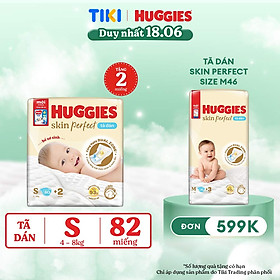 TIKI HUGGIES
Duy nhất 18.06
TẶNG
2
miếng
HUGGIES
skin perfect
S
+2
TÃ DÁN
SKIN PERFECT
SIZE M46
HUGGIES
skin perfect
M
+2
TÃ
DÁN
S
4 - 8kg
82
miếng
ĐƠN
599K
*Số lượng quà tặng có hạn
Chỉ áp dụng sản phẩm do Tiki Trading phân phối